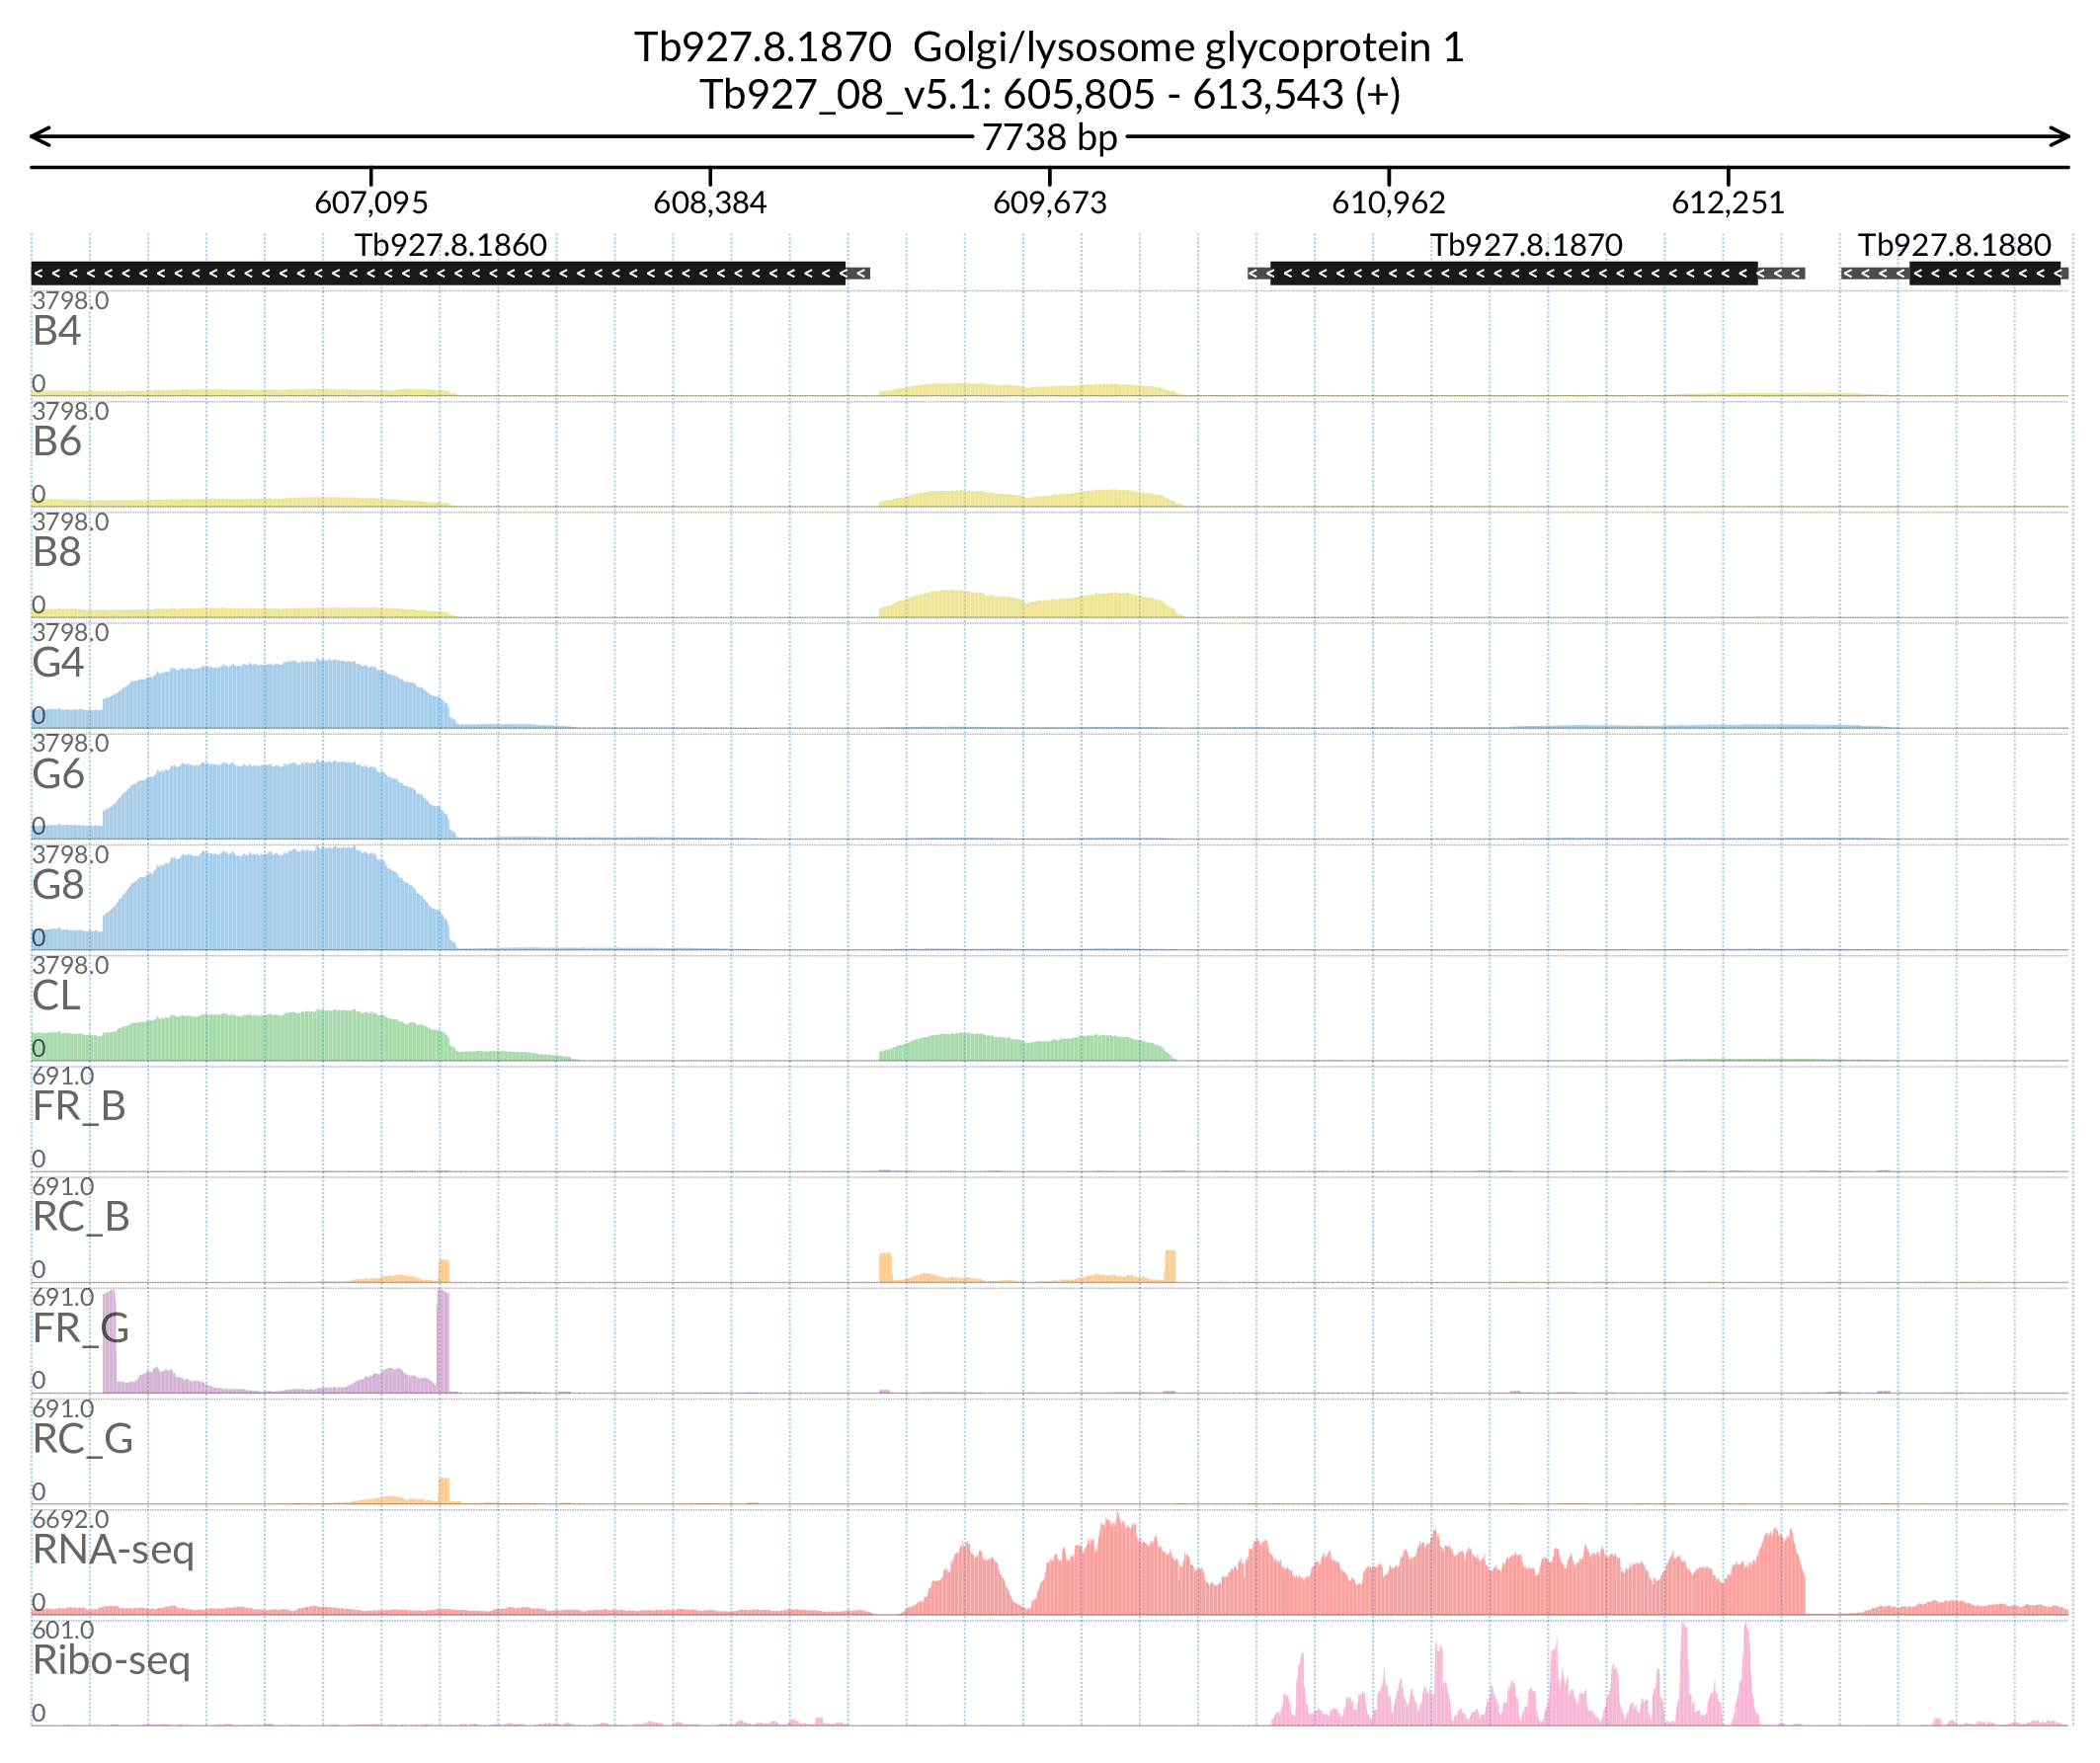 Tb927.8.1870  Golgi/lysosome glycoprotein 1
Tb927_08_v5.1: 605,805 - 613,543 (+)
7738 bp
607,095 608,384 609,673 610,962 612,251
Tb927.8.1860 Tb927.8.1870 Tb927.8.1880
3798.0
B4
0
3798.0
B6
0
3798.0
B8
0
3798.0
G4
0
3798.0
G6
0
3798.0
G8
0
3798.0
CL
0
691.0
FR_B
0
691.0
RC_B
0
691.0
FR_G
0
691.0
RC_G
0
6692.0
RNA-seq
0
601.0
Ribo-seq
0